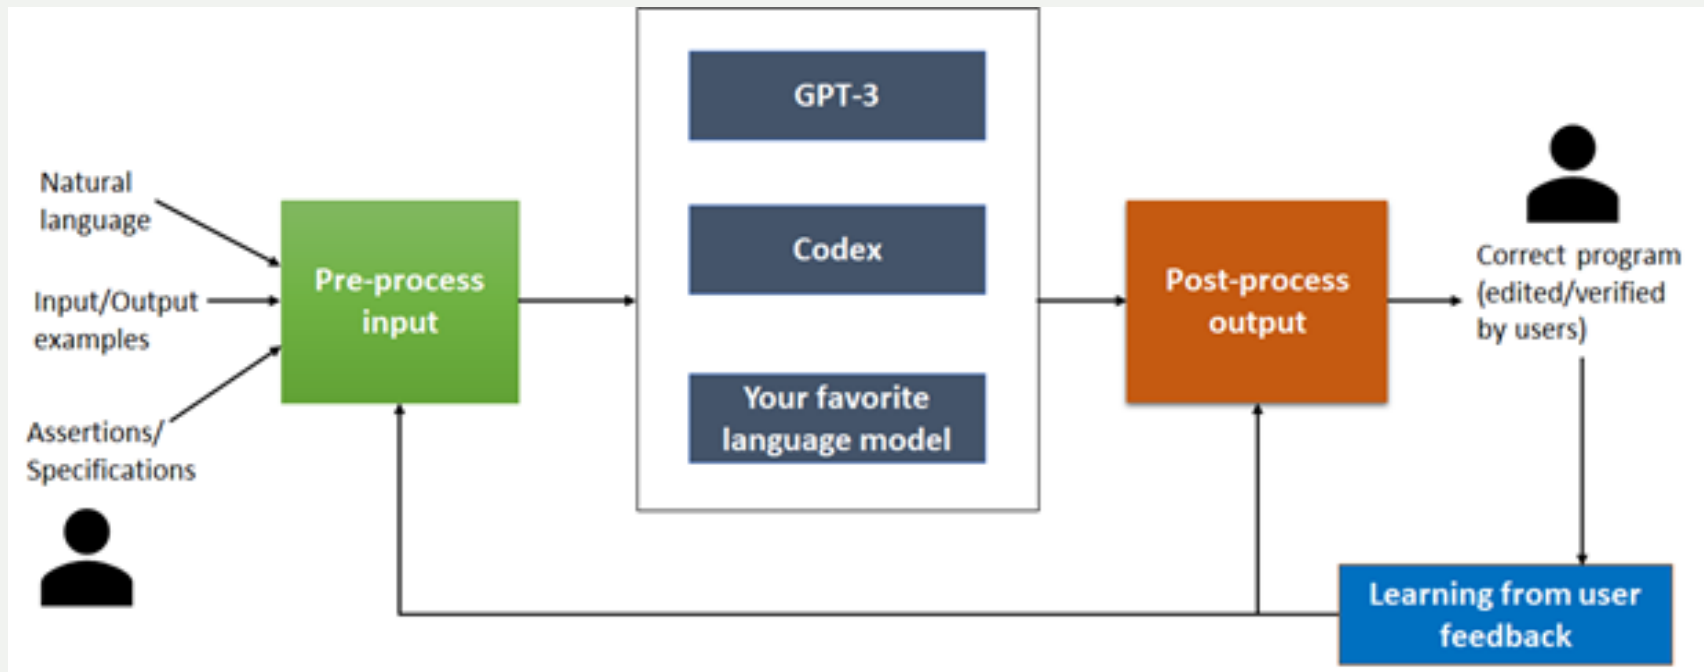 Natural
language
Input/Output
examples
Assertions/
Specifications
Pre-process
input
GPT-3
Codex
Your favorite
language model
Post-process
output
Correct program
(edited/verified
by users)
Learning from user
feedback